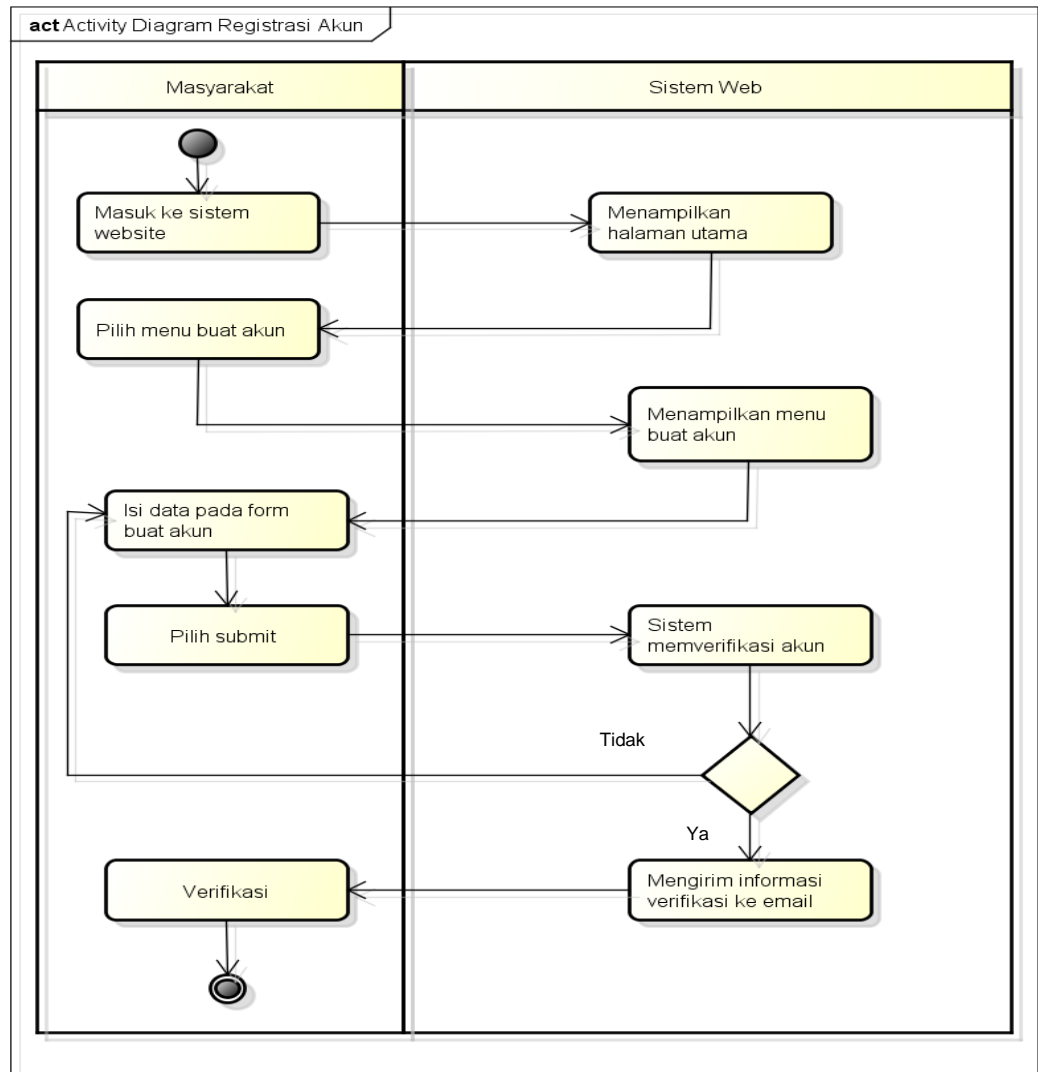 act Activity Diagram Registrasi Akun
Masyarakat
Sistem Web
Masuk ke sistem
website
Menampilkan
halaman utama
Pilih menu buat akun
Menampilkan menu
buat akun
Isi data pada form
buat akun
Pilih submit
Sistem
memverifikasi akun
Tidak
Ya
Mengirim informasi
verifikasi ke email
Verifikasi